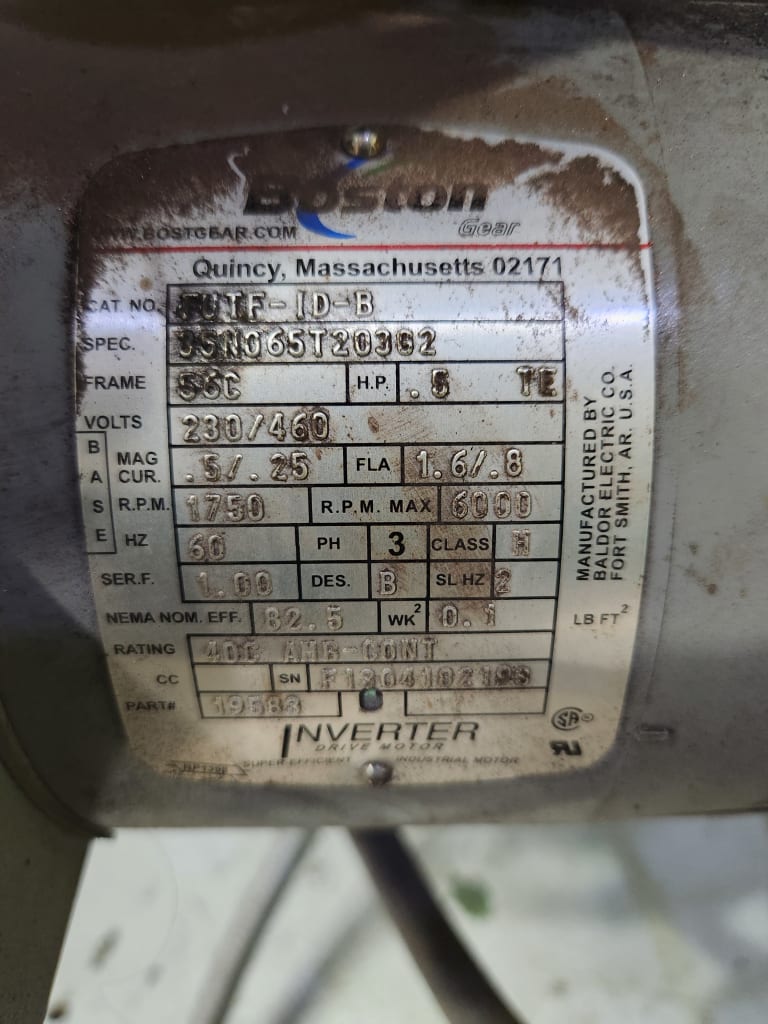 Boston
Gear
WWW.BOSTGEAR.COM
Quincy, Massachusetts 02171
CAT. NO. FUTF-ID-B
SPEC.
FRAME 56C H.P. .5 TE
VOLTS 230/460
BASE
MAG CUR. .5/.25 FLA 1.6/.8
R.P.M. 1750 R.P.M. MAX 6000
HZ 60 PH 3 CLASS H
SER.F. 1.00 DES. B SL HZ 2
NEMA NOM. EFF. 82.5 WK² 0.1 LB FT²
RATING 40C AMB-CONT
CC SN
PART# 19583
INVERTER
DRIVE MOTOR
SUPER EFFICIENT INDUSTRIAL MOTOR
MANUFACTURED BY
BALDOR ELECTRIC CO.
FORT SMITH, AR. U.S.A.